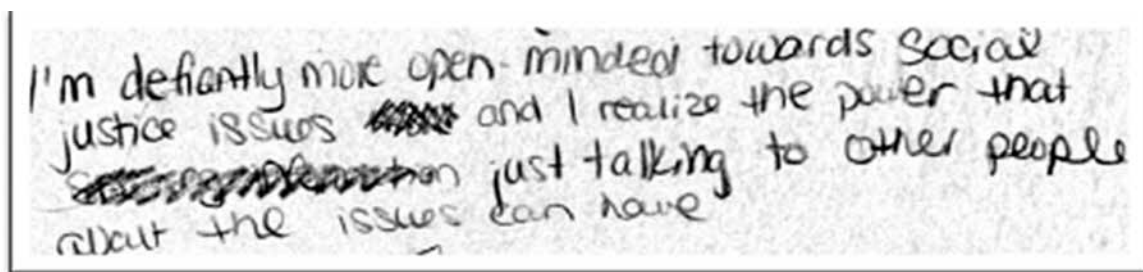 I'm defiantly more open-minded towards social
justice issues and I realize the power that
just talking to other people
about the issues can have